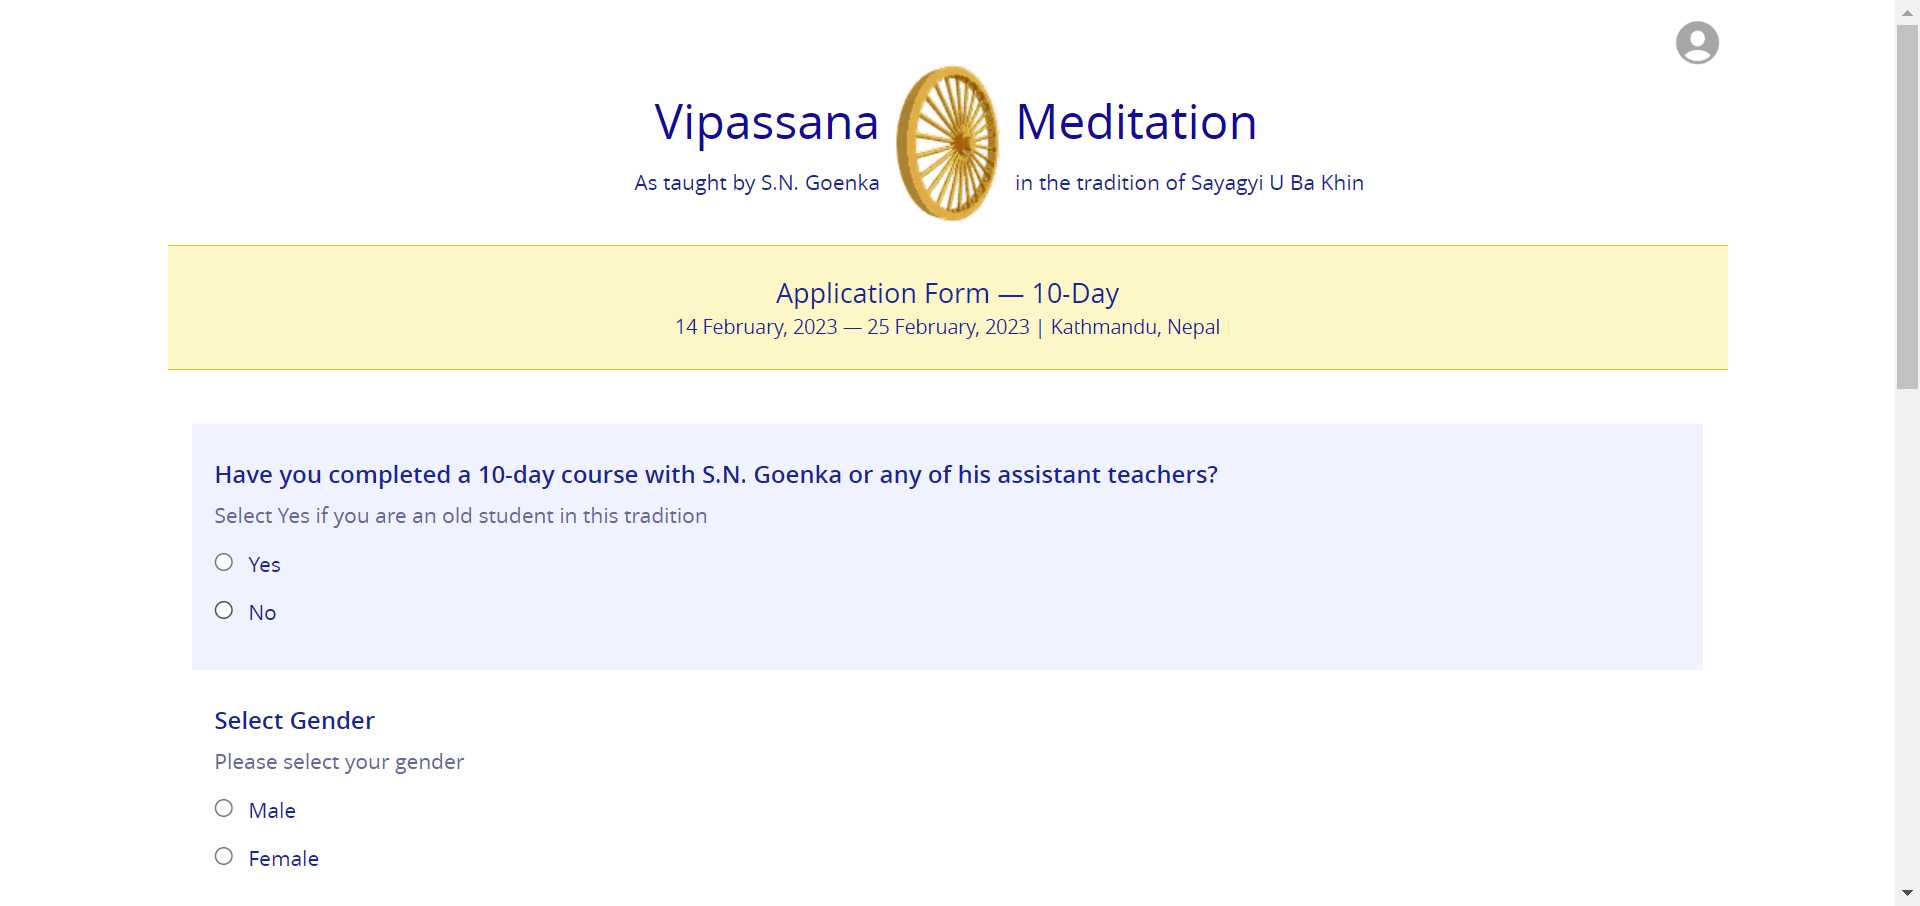 Vipassana Meditation
As taught by S.N. Goenka in the tradition of Sayagyi U Ba Khin
Application Form — 10-Day
14 February, 2023 — 25 February, 2023 | Kathmandu, Nepal
Have you completed a 10-day course with S.N. Goenka or any of his assistant teachers?
Select Yes if you are an old student in this tradition
Yes
No
Select Gender
Please select your gender
Male
Female